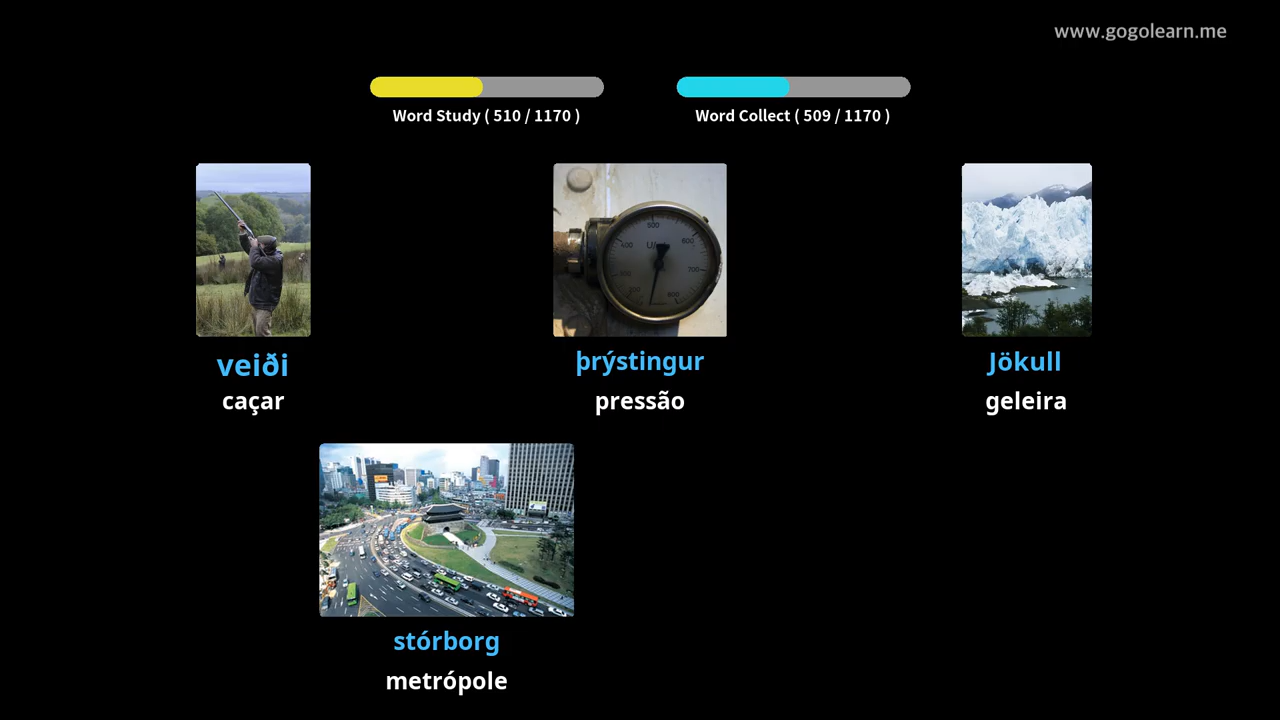 www.gogolearn.me
Word Study ( 510 / 1170 )
Word Collect ( 509 / 1170 )
veiði
þrýstingur
Jökull
caçar
pressão
geleira
stórborg
metrópole